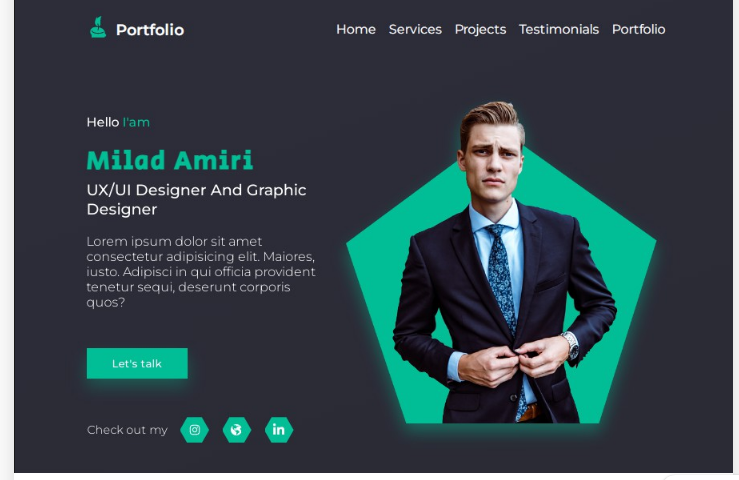 Portfolio
Home Services Projects Testimonials Portfolio
Hello I'am
Milad Amiri
UX/UI Designer And Graphic
Designer
Lorem ipsum dolor sit amet
consectetur adipisicing elit. Maiores,
iusto. Adipisci in qui officia provident
tenetur sequi, deserunt corporis
quos?
Let's talk
Check out my
in